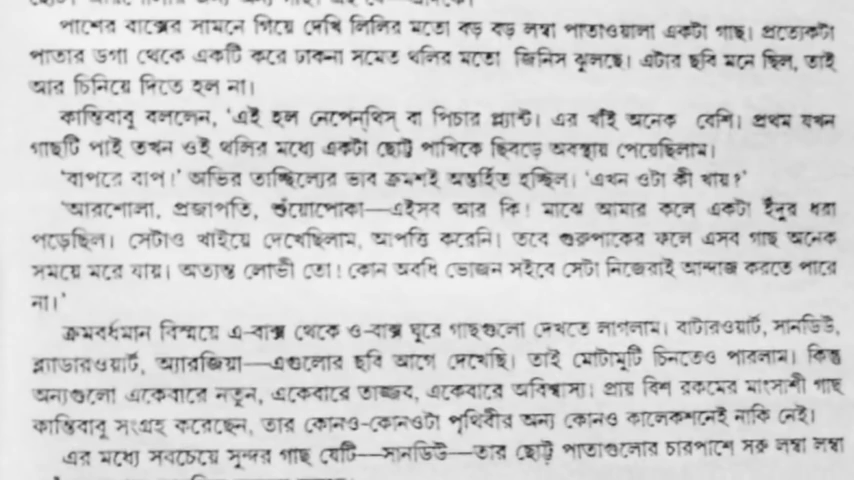 পাশের বাক্সের সামনে গিয়ে দেখি লিলির মতো বড় বড় লম্বা পাতাওয়ালা একটা গাছ। প্রত্যেকটা
পাতার ডগা থেকে একটি করে ঢাকনা সমেত থলির মতো জিনিস ঝুলছে। এটার ছবি মনে ছিল, তাই
আর চিনিয়ে দিতে হল না।
কান্তিবাবু বললেন, ‘এই হল নেপেন্‌থিস্ বা পিচার প্ল্যান্ট। এর খাঁই অনেক বেশি। প্রথম যখন
গাছটি পাই তখন ওই থলির মধ্যে একটা ছোট্ট পাখিকে ছিবড়ে অবস্থায় পেয়েছিলাম।
‘বাপরে বাপ।’ অভির তাচ্ছিল্যের ভাব ক্রমশই অন্তর্হিত হচ্ছিল। ‘এখন ওটা কী খায়?’
‘আরশোলা, প্রজাপতি, শুঁয়োপোকা—এইসব আর কি! মাঝে আমার কলে একটা ইঁদুর ধরা
পড়েছিল। সেটাও খাইয়ে দেখেছিলাম, আপত্তি করেনি। তবে গুরুপাকের ফলে এসব গাছ অনেক
সময়ে মরে যায়। অত্যন্ত লোভী তো! কোন অবধি ভোজন সইবে সেটা নিজেরাই আন্দাজ করতে পারে
না।’
ক্রমবর্ধমান বিস্ময়ে এ-বাক্স থেকে ও-বাক্স ঘুরে গাছগুলো দেখতে লাগলাম। বাটারওয়ার্ট, সানডিউ,
ব্ল্যাডারওয়ার্ট, অ্যারজিয়া—এগুলোর ছবি আগে দেখেছি। তাই মোটামুটি চিনতেও পারলাম। কিন্তু
অন্যগুলো একেবারে নতুন, একেবারে তাজ্জব, একেবারে অবিশ্বাস্য। প্রায় বিশ রকমের মাংসাশী গাছ
কান্তিবাবু সংগ্রহ করেছেন, তার কোনও-কোনওটা পৃথিবীর অন্য কোনও কালেকশনেই নাকি নেই।
এর মধ্যে সবচেয়ে সুন্দর গাছ যেটি—সানডিউ—তার ছোট্ট পাতাগুলোর চারপাশে সরু লম্বা লম্বা